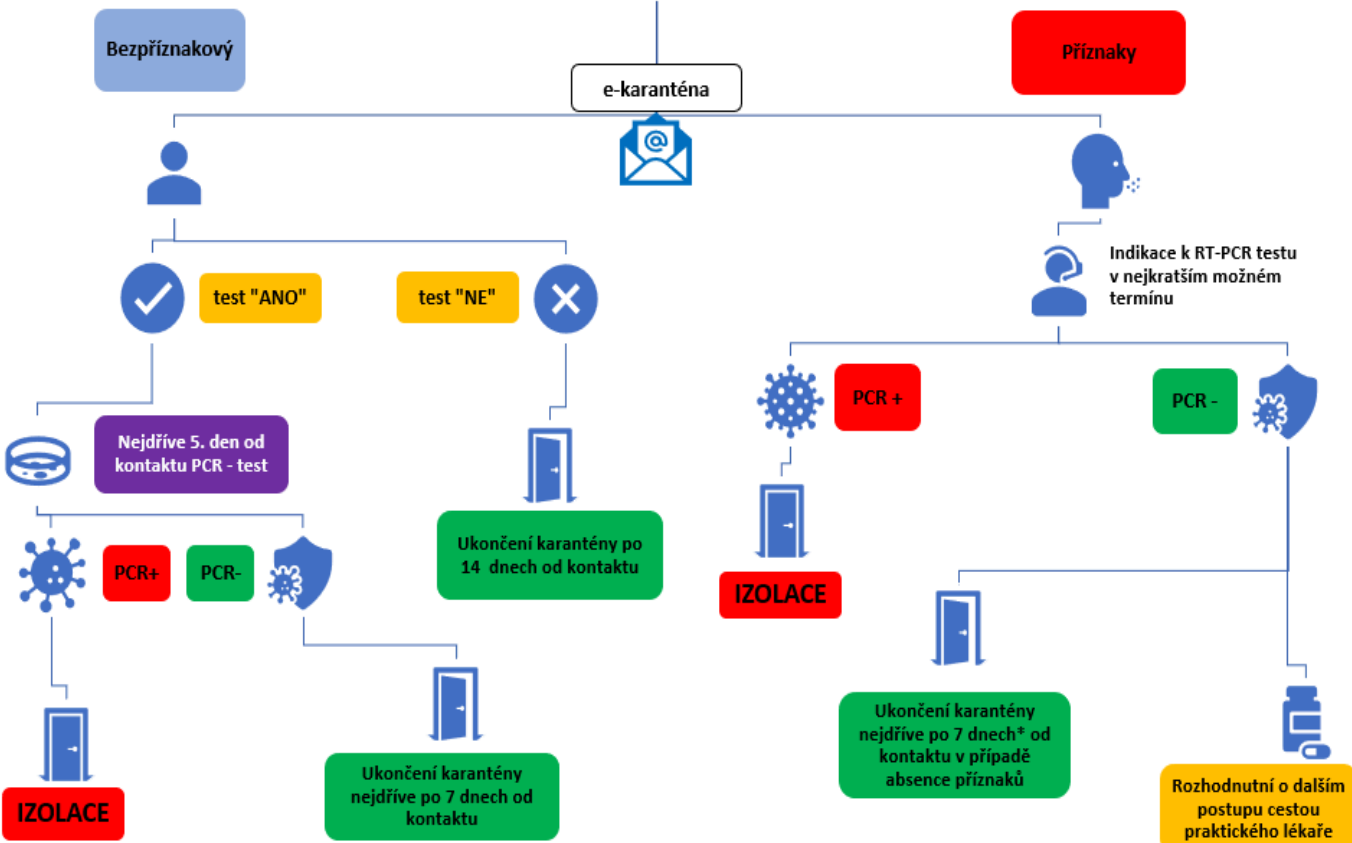 Bezpříznakový
e-karanténa
@
Příznaky
test "ANO"
test "NE"
Indikace k RT-PCR testu
v nejkratším možném
termínu
PCR +
PCR -
Nejdříve 5. den od
kontaktu PCR - test
Ukončení karantény po
14 dnech od kontaktu
PCR+
PCR-
IZOLACE
Ukončení karantény
nejdříve po 7 dnech* od
kontaktu v případě
absence příznaků
Ukončení karantény
nejdříve po 7 dnech od
kontaktu
IZOLACE
Rozhodnutí o dalším
postupu cestou
praktického lékaře